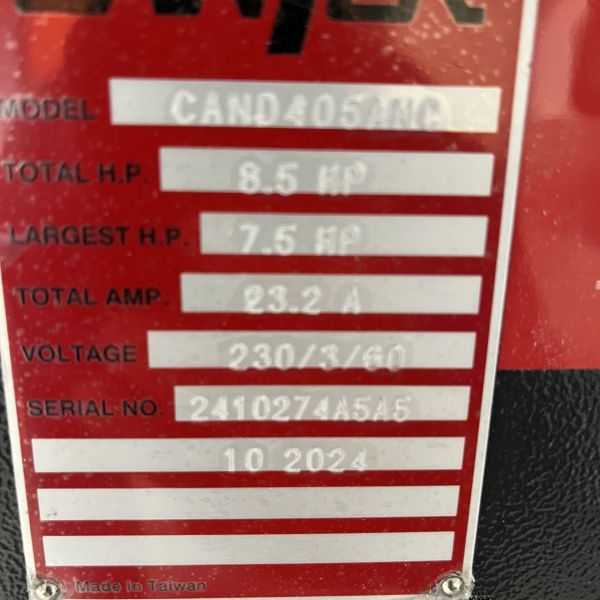 MODEL CAND405ANC
TOTAL H.P. 8.5 HP
LARGEST H.P. 7.5 HP
TOTAL AMP. 23.2 A
VOLTAGE 230/3/60
SERIAL NO. 2410274A5A5
10 2024
Made in Taiwan